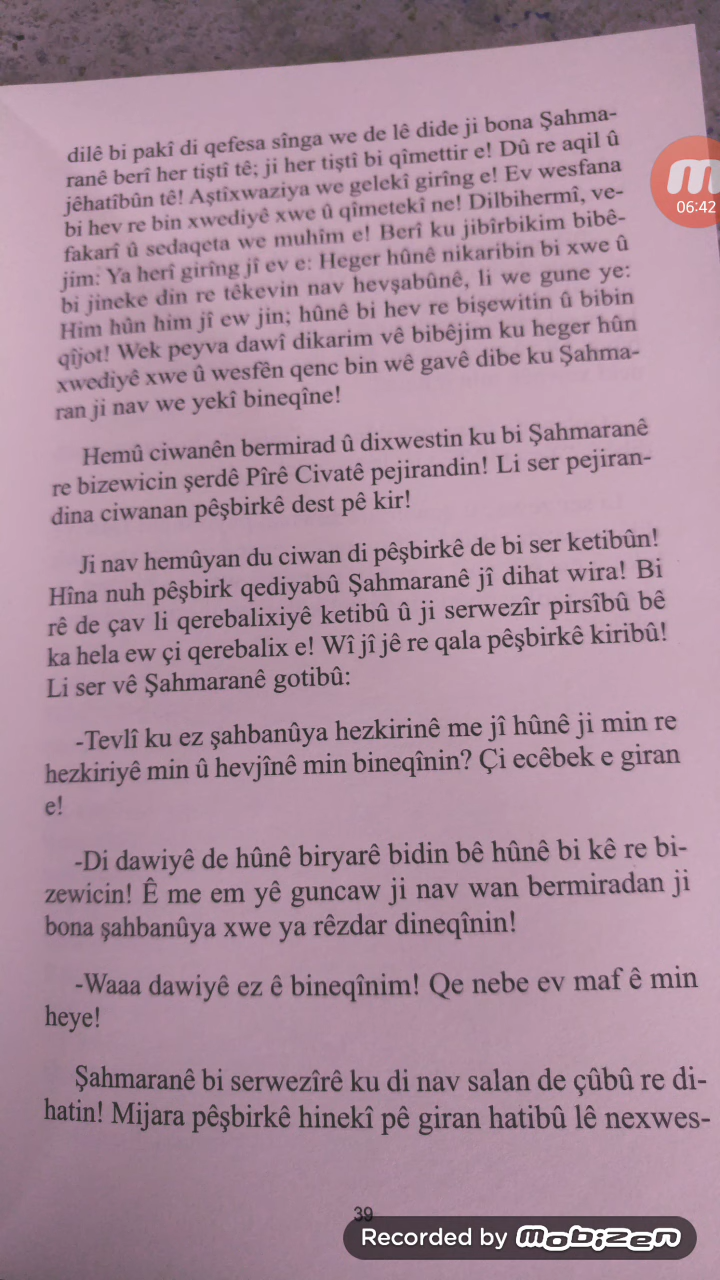 dilê bi pakî di qefesa sînga we de lê dide ji bona Şahma-
ranê berî her tiştî tê; ji her tiştî bi qîmettir e! Dû re aqil û
jêhatîbûn tê! Aştîxwaziya we gelekî girîng e! Ev wesfana
bi hev re bin xwediyê xwe û qîmetekî ne! Dilbihermî, ve-
fakarî û sedaqeta we muhîm e! Berî ku jibîrbikim bibê-
jim: Ya herî girîng jî ev e: Heger hûnê nikaribin bi xwe û
bi jineke din re têkevin nav hevşabûnê, li we gune ye:
Him hûn him jî ew jin; hûnê bi hev re bişewitin û bibin
qîjot! Wek peyva dawî dikarim vê bibêjim ku heger hûn
xwediyê xwe û wesfên qenc bin wê gavê dibe ku Şahma-
ran ji nav we yekî bineqîne!
Hemû ciwanên bermirad û dixwestin ku bi Şahmaranê
re bizewicin şerdê Pîrê Civatê pejirandin! Li ser pejiran-
dina ciwanan pêşbirkê dest pê kir!
Ji nav hemûyan du ciwan di pêşbirkê de bi ser ketibûn!
Hîna nuh pêşbirk qediyabû Şahmaranê jî dihat wira! Bi
rê de çav li qerebalixiyê ketibû û ji serwezîr pirsîbû bê
ka hela ew çi qerebalix e! Wî jî jê re qala pêşbirkê kiribû!
Li ser vê Şahmaranê gotibû:
-Tevlî ku ez şahbanûya hezkirinê me jî hûnê ji min re
hezkiriyê min û hevjînê min bineqînin? Çi ecêbek e giran
e!
-Di dawiyê de hûnê biryarê bidin bê hûnê bi kê re bi-
zewicin! Ê me em yê guncaw ji nav wan bermiradan ji
bona şahbanûya xwe ya rêzdar dineqînin!
-Waaa dawiyê ez ê bineqînim! Qe nebe ev maf ê min
heye!
Şahmaranê bi serwezîrê ku di nav salan de çûbû re di-
hatin! Mijara pêşbirkê hinekî pê giran hatibû lê nexwes-
39
06:42
Recorded by mobizen